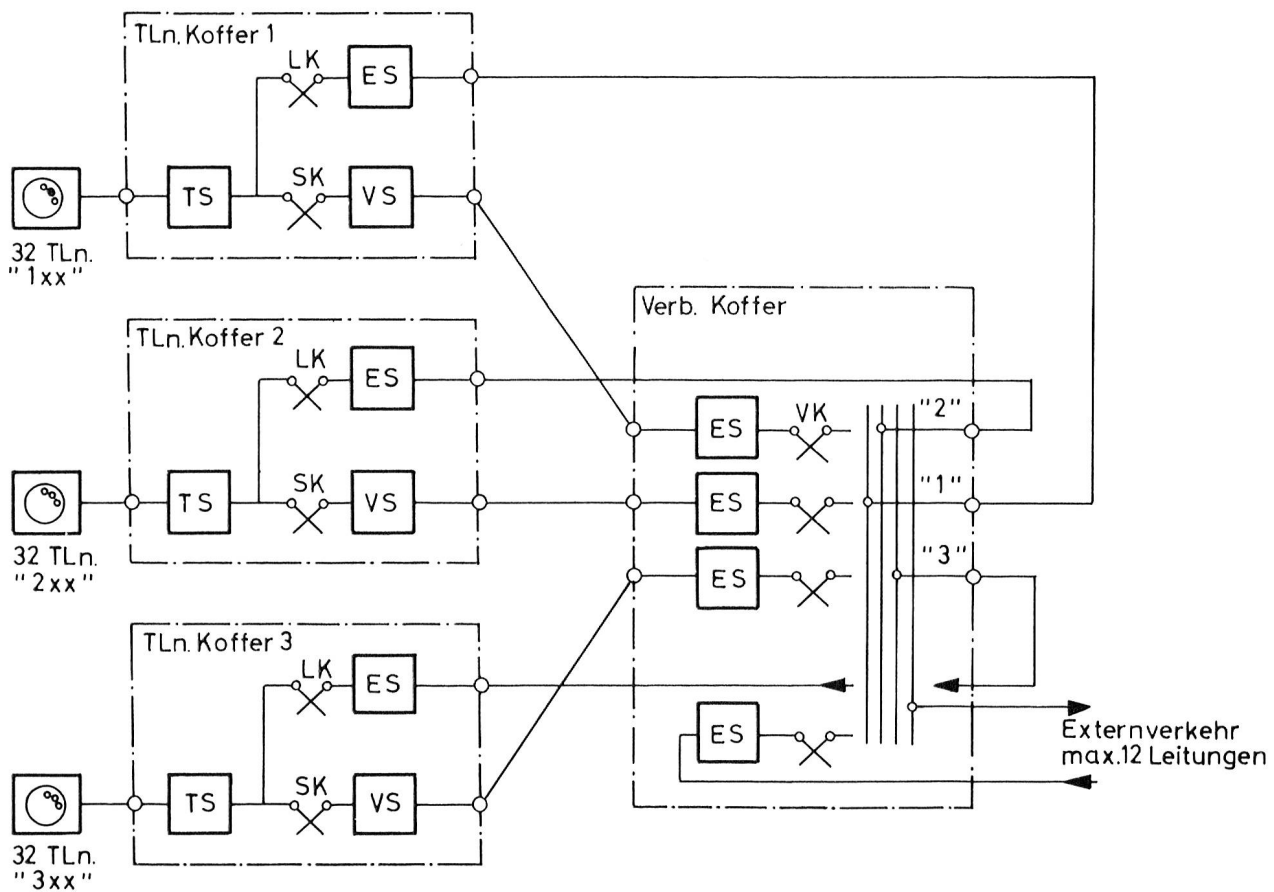 TLn. Koffer 1
LK
ES
TS
SK
VS
32 TLn.
"1xx"
TLn. Koffer 2
LK
ES
TS
SK
VS
32 TLn.
"2xx"
TLn. Koffer 3
LK
ES
TS
SK
VS
32 TLn.
"3xx"
Verb. Koffer
ES
VK
"2"
ES
"1"
ES
"3"
ES
Externverkehr
max.12 Leitungen